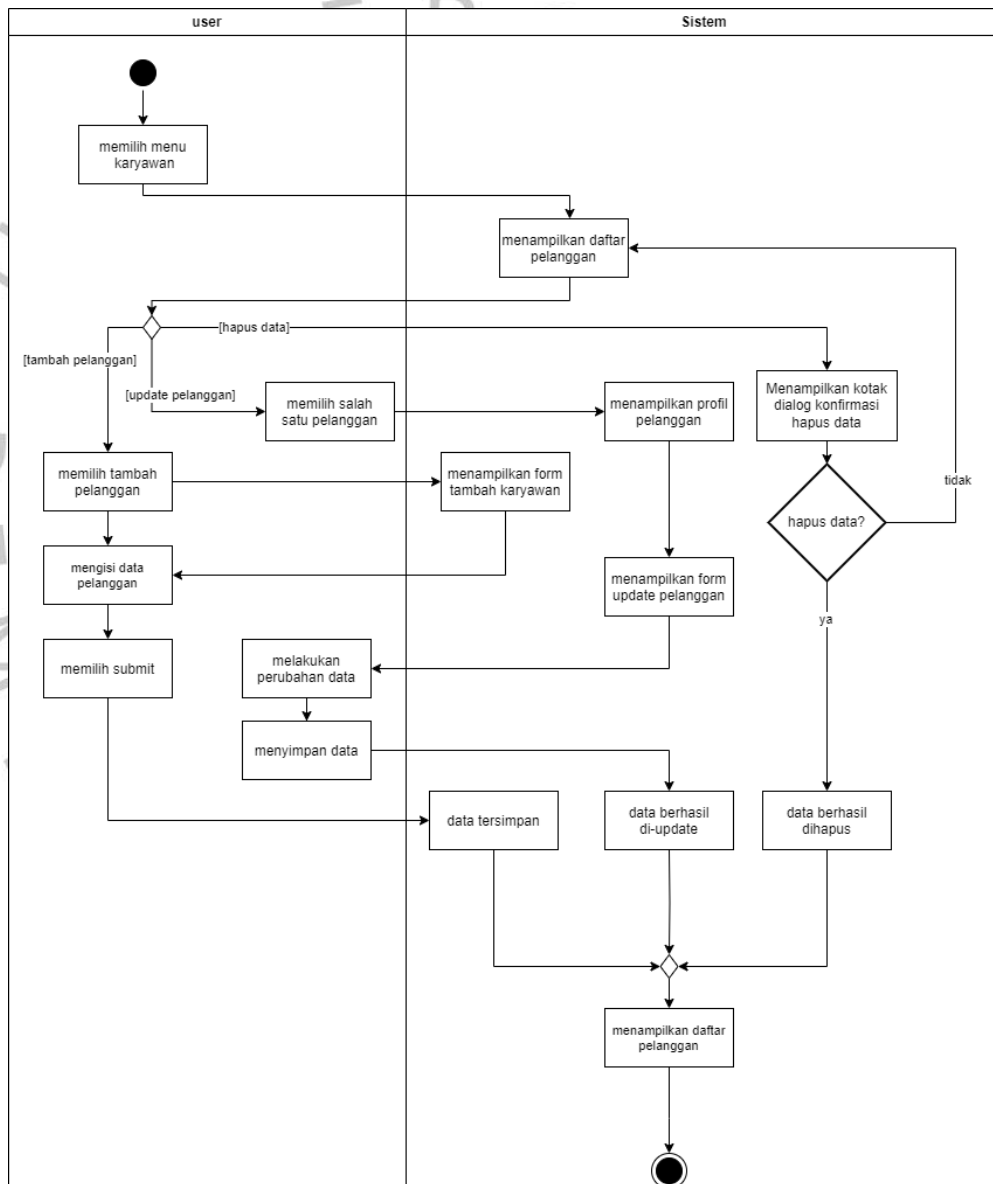 user
Sistem
memilih menu
karyawan
menampilkan daftar
pelanggan
[hapus data]
[tambah pelanggan]
[update pelanggan]
memilih salah
satu pelanggan
menampilkan profil
pelanggan
Menampilkan kotak
dialog konfirmasi
hapus data
memilih tambah
pelanggan
menampilkan form
tambah karyawan
tidak
hapus data?
mengisi data
pelanggan
menampilkan form
update pelanggan
ya
memilih submit
melakukan
perubahan data
menyimpan data
data tersimpan
data berhasil
di-update
data berhasil
dihapus
menampilkan daftar
pelanggan